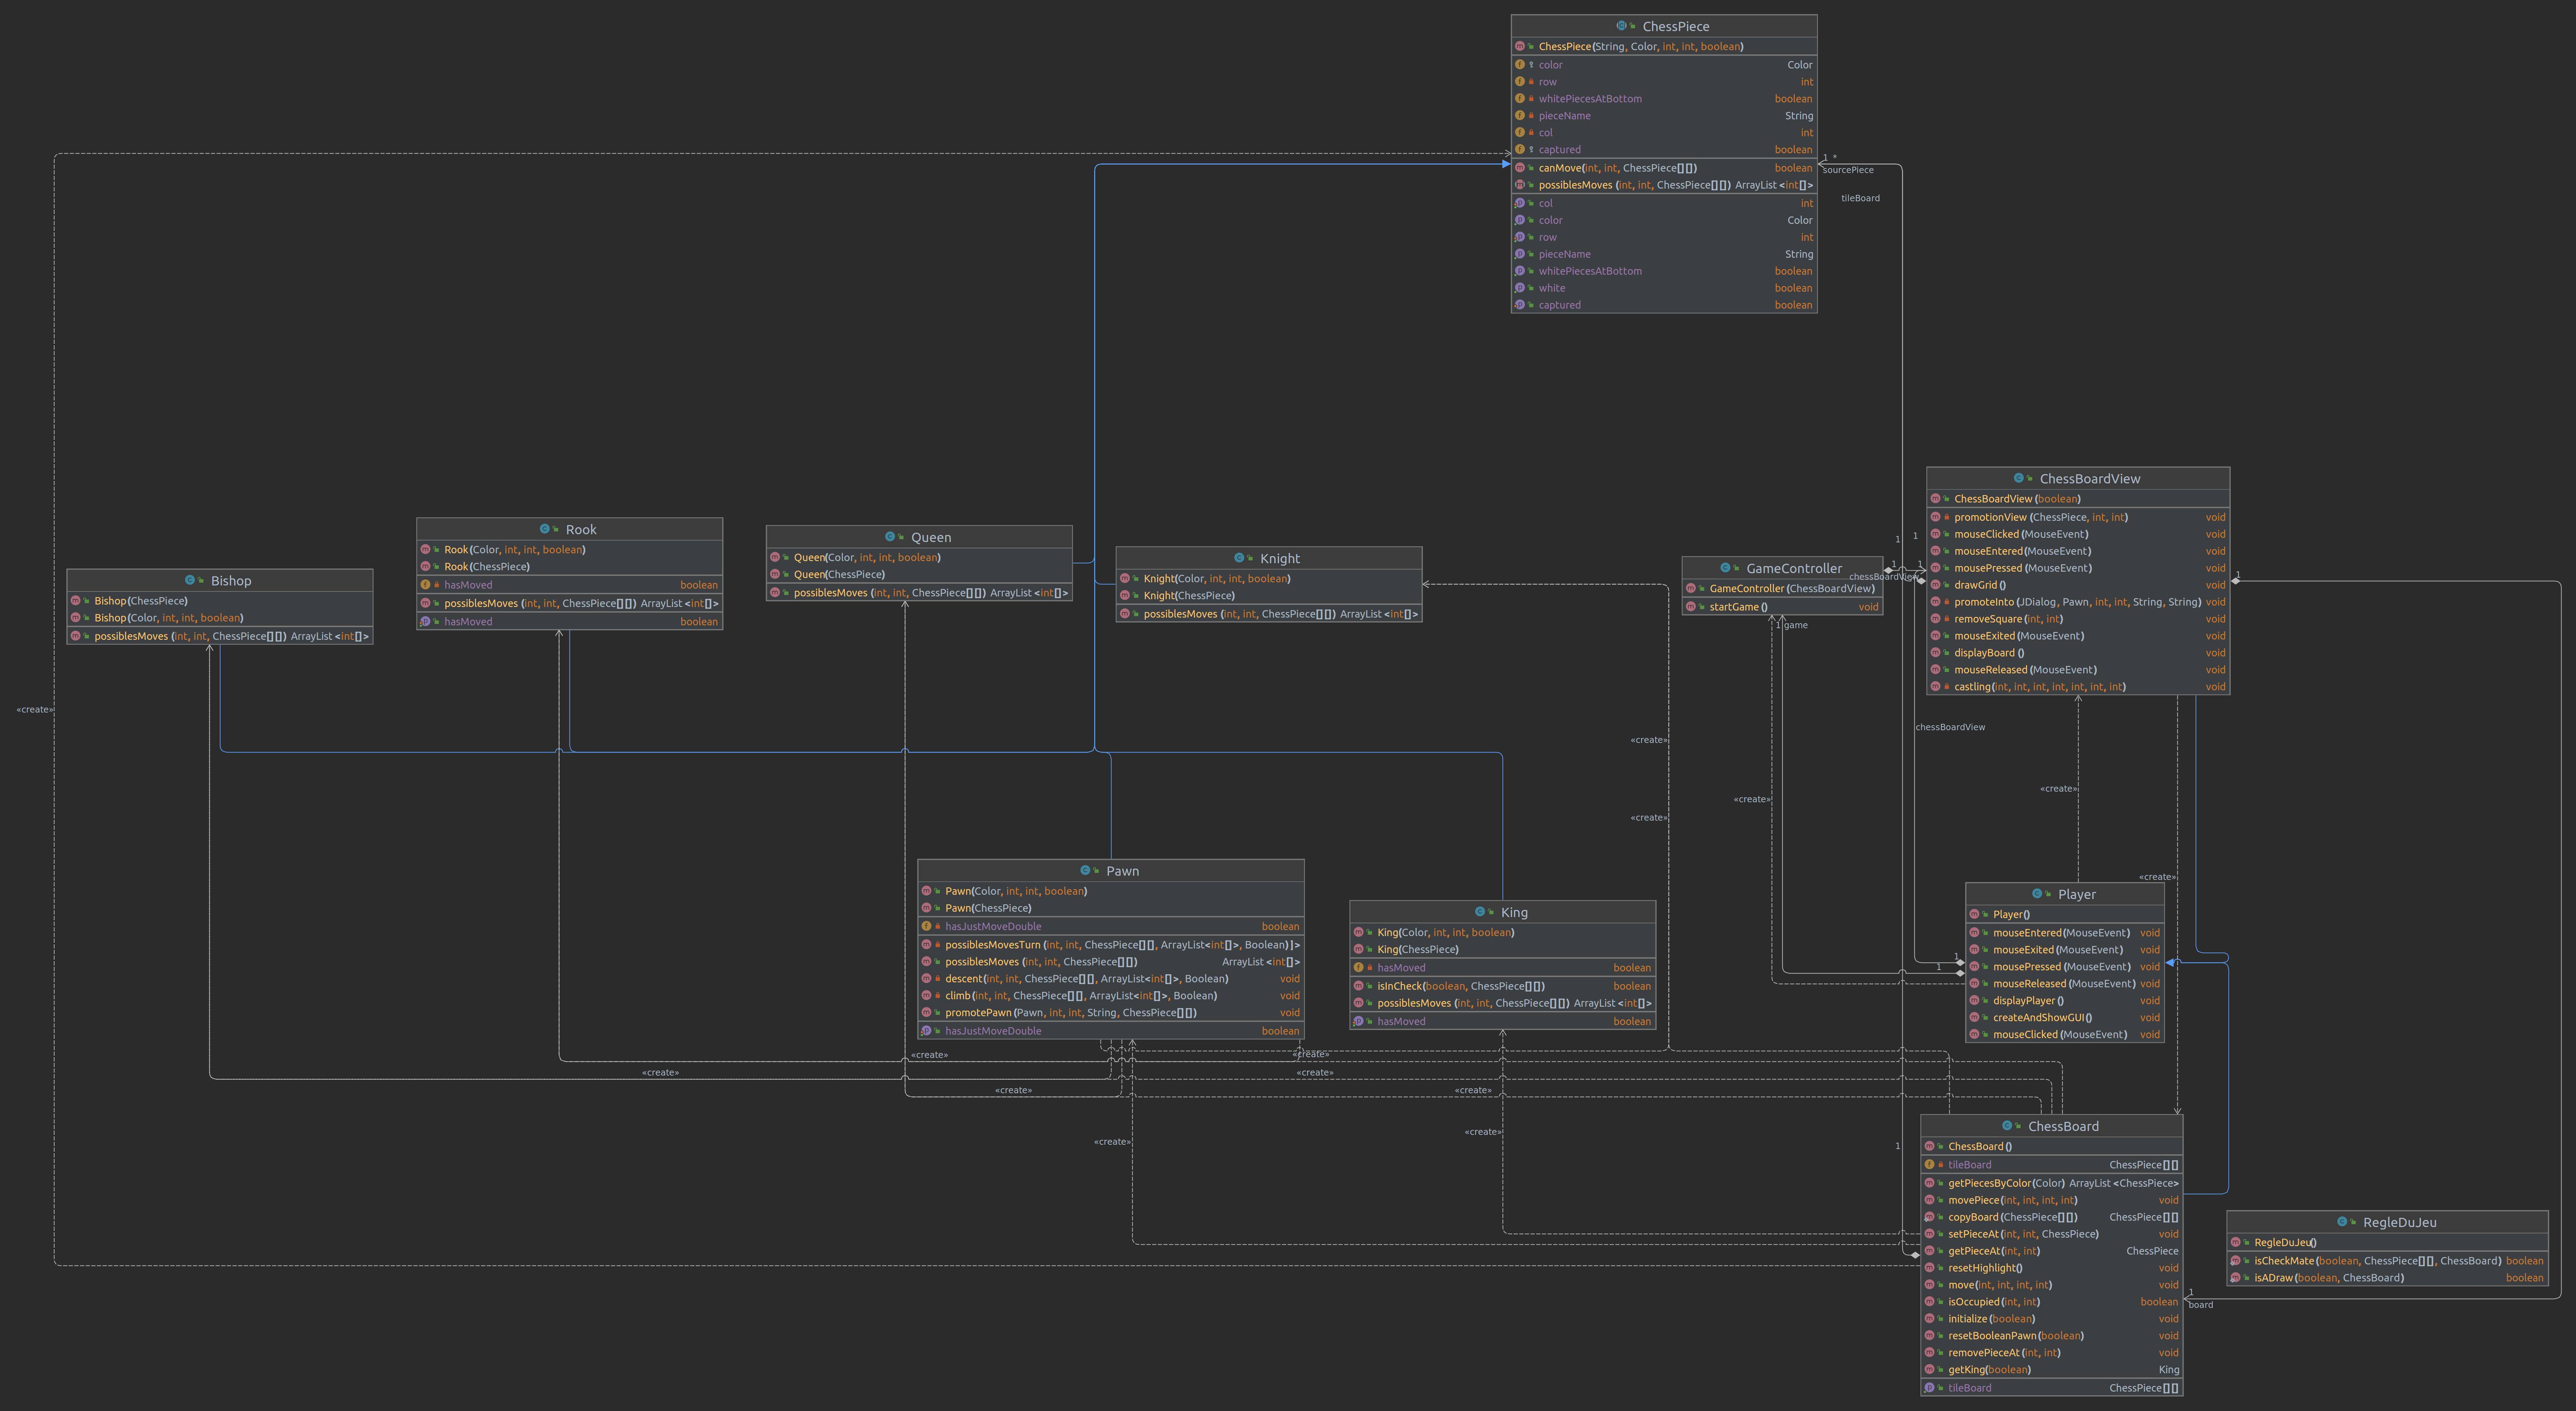 ChessPiece
ChessPiece(String, Color, int, int, boolean)
color Color
row int
whitePiecesAtBottom boolean
pieceName String
col int
captured boolean
canMove(int, int, ChessPiece[][]) boolean
possiblesMoves (int, int, ChessPiece[][]) ArrayList <int[]>
col int
color Color
row int
pieceName String
whitePiecesAtBottom boolean
white boolean
captured boolean
1 *
sourcePiece
tileBoard
ChessBoardView
ChessBoardView (boolean)
promotionView (ChessPiece, int, int) void
mouseClicked (MouseEvent) void
mouseEntered(MouseEvent) void
mousePressed (MouseEvent) void
drawGrid () void
promoteInto (JDialog, Pawn, int, int, String, String) void
removeSquare (int, int) void
mouseExited (MouseEvent) void
displayBoard () void
mouseReleased (MouseEvent) void
castling(int, int, int, int, int, int, int) void
Bishop
Bishop(ChessPiece)
Bishop(Color, int, int, boolean)
possiblesMoves (int, int, ChessPiece[][]) ArrayList <int[]>
Rook
Rook(Color, int, int, boolean)
Rook(ChessPiece)
hasMoved boolean
possiblesMoves (int, int, ChessPiece[][]) ArrayList <int[]>
hasMoved boolean
Queen
Queen(Color, int, int, boolean)
Queen(ChessPiece)
possiblesMoves (int, int, ChessPiece[][]) ArrayList <int[]>
Knight
Knight(Color, int, int, boolean)
Knight(ChessPiece)
possiblesMoves (int, int, ChessPiece[][]) ArrayList <int[]>
GameController
GameController (ChessBoardView)
startGame () void
1
1
1
1
chessBoardView
1
1 game
«create»
«create»
«create»
«create»
«create»
«create»
chessBoardView
Pawn
Pawn(Color, int, int, boolean)
Pawn(ChessPiece)
hasJustMoveDouble boolean
possiblesMovesTurn (int, int, ChessPiece[][], ArrayList<int[]>, Boolean)]>
possiblesMoves (int, int, ChessPiece[][]) ArrayList <int[]>
descent(int, int, ChessPiece[][], ArrayList<int[]>, Boolean) void
climb(int, int, ChessPiece[][], ArrayList<int[]>, Boolean) void
promotePawn (Pawn, int, int, String, ChessPiece[][]) void
hasJustMoveDouble boolean
King
King(Color, int, int, boolean)
King(ChessPiece)
hasMoved boolean
isInCheck(boolean, ChessPiece[][]) boolean
possiblesMoves (int, int, ChessPiece[][]) ArrayList <int[]>
hasMoved boolean
Player
Player()
mouseEntered(MouseEvent) void
mouseExited (MouseEvent) void
mousePressed (MouseEvent) void
mouseReleased (MouseEvent) void
displayPlayer () void
createAndShowGUI() void
mouseClicked (MouseEvent) void
1
1
«create»
«create»
«create»
«create»
«create»
«create»
«create»
«create»
1
ChessBoard
ChessBoard ()
tileBoard ChessPiece[][]
getPiecesByColor(Color) ArrayList <ChessPiece>
movePiece(int, int, int, int) void
copyBoard (ChessPiece[][]) ChessPiece[][]
setPieceAt(int, int, ChessPiece) void
getPieceAt(int, int) ChessPiece
resetHighlight() void
move(int, int, int, int) void
isOccupied (int, int) boolean
initialize (boolean) void
resetBooleanPawn(boolean) void
removePieceAt (int, int) void
getKing(boolean) King
tileBoard ChessPiece[][]
RegleDuJeu
RegleDuJeu()
isCheckMate (boolean, ChessPiece[][], ChessBoard) boolean
isADraw (boolean, ChessBoard) boolean
1
board